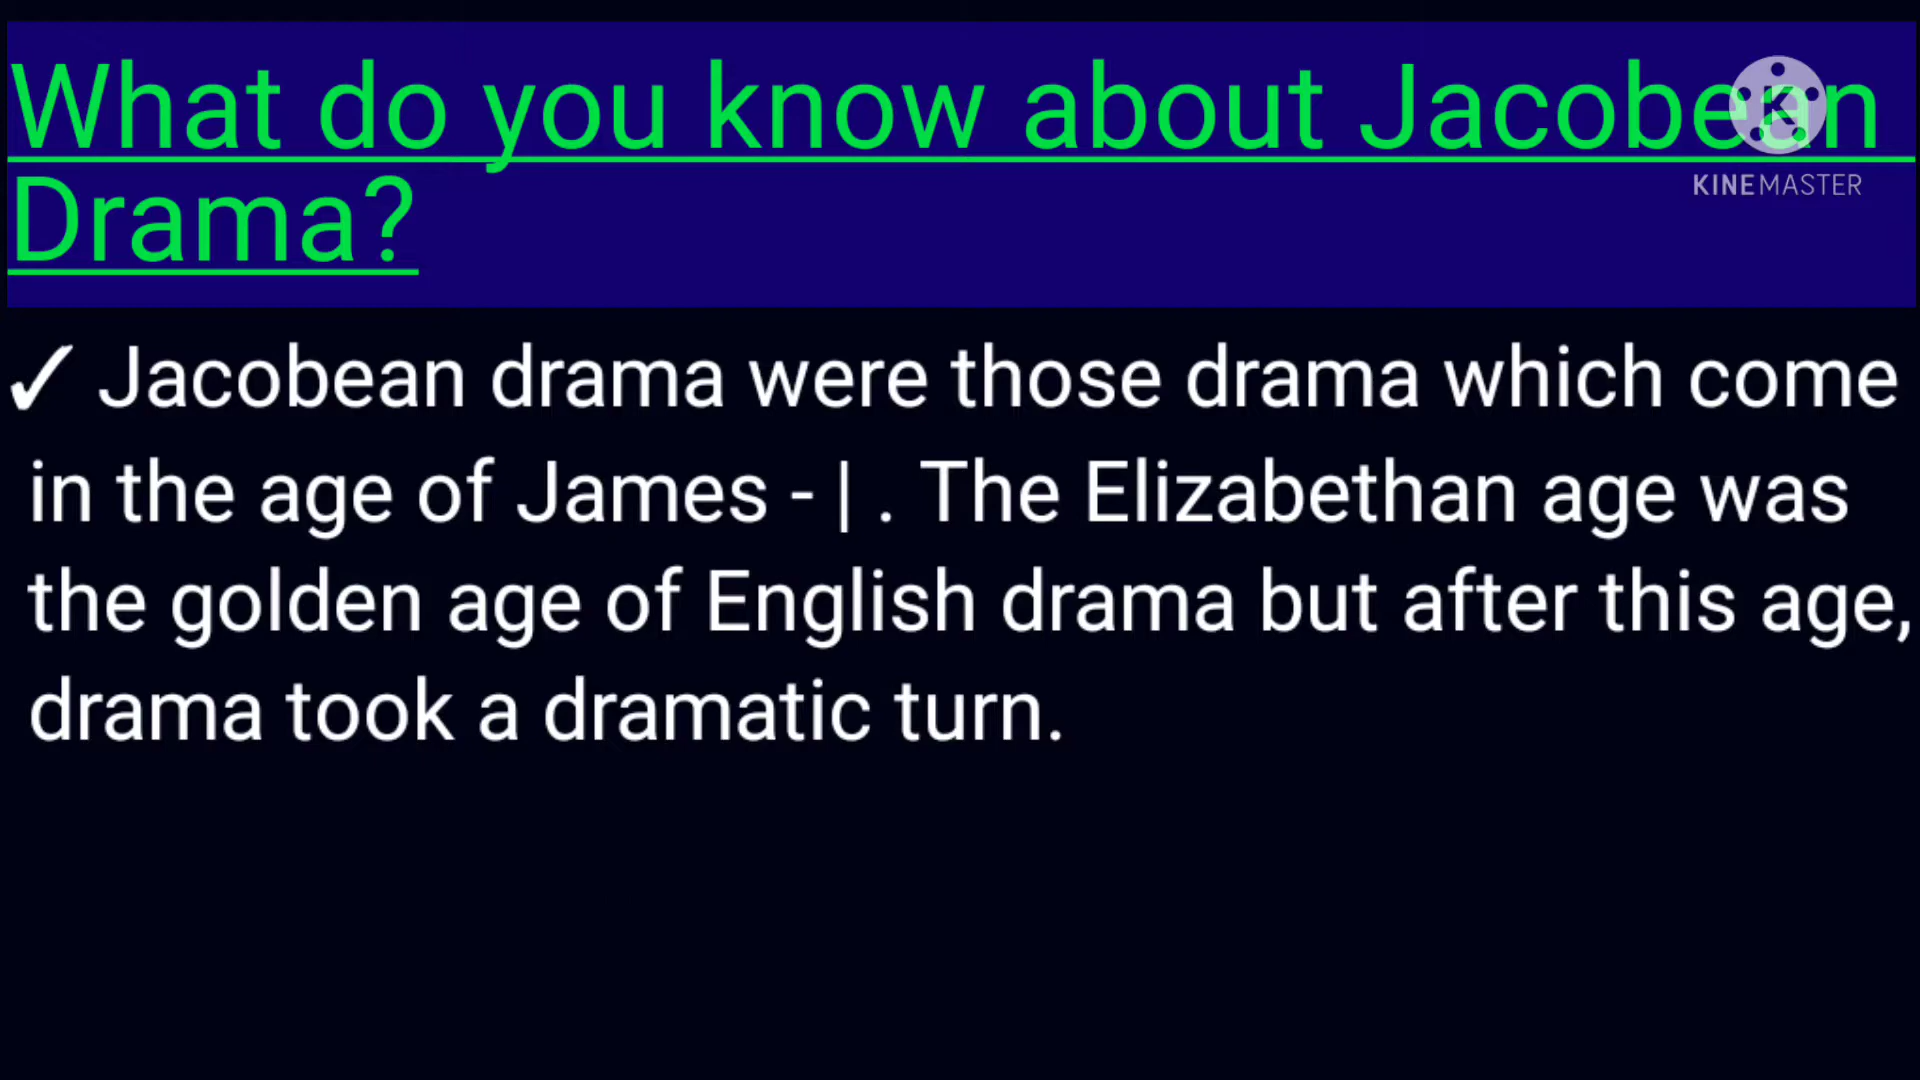 What do you know about Jacobean
KINEMASTER
Drama?
✓ Jacobean drama were those drama which come
in the age of James - | . The Elizabethan age was
the golden age of English drama but after this age,
drama took a dramatic turn.